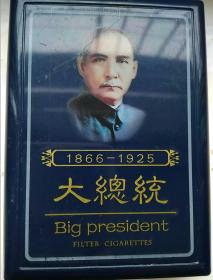 1866-1925
大總統
Big president
FILTER CIGARETTES